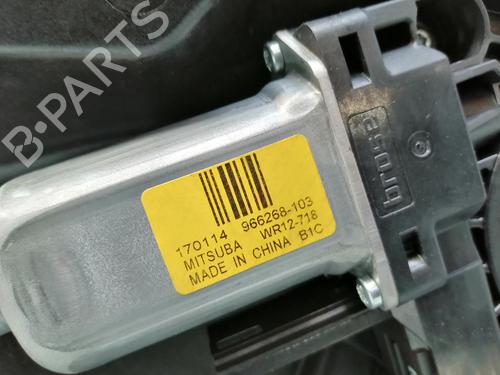 B-PARTS
brose
170114 966268-103
MITSUBA WR12-718
MADE IN CHINA B1C